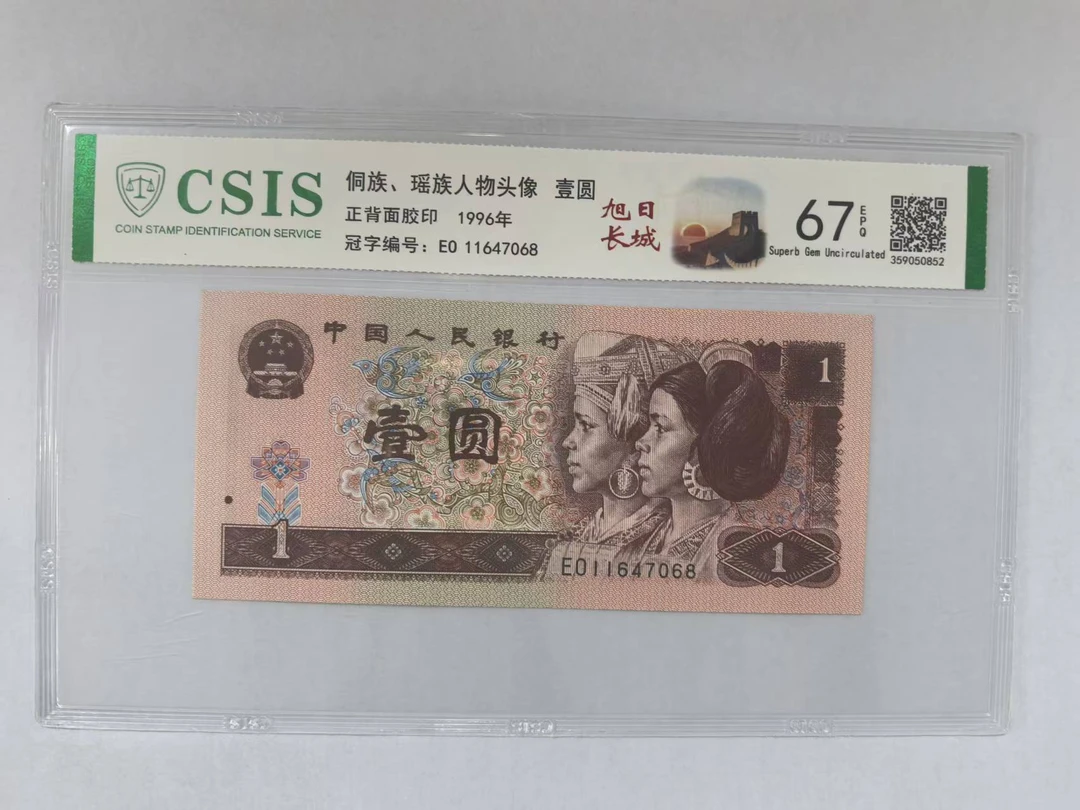 CSIS
COIN STAMP IDENTIFICATION SERVICE
侗族、瑶族人物头像 壹圆
正背面胶印 1996年
冠字编号：EO 11647068
旭日
长城
67
EPQ
Superb Gem Uncirculated
359050852
中国人民银行
壹圆
1
1
1
EO11647068